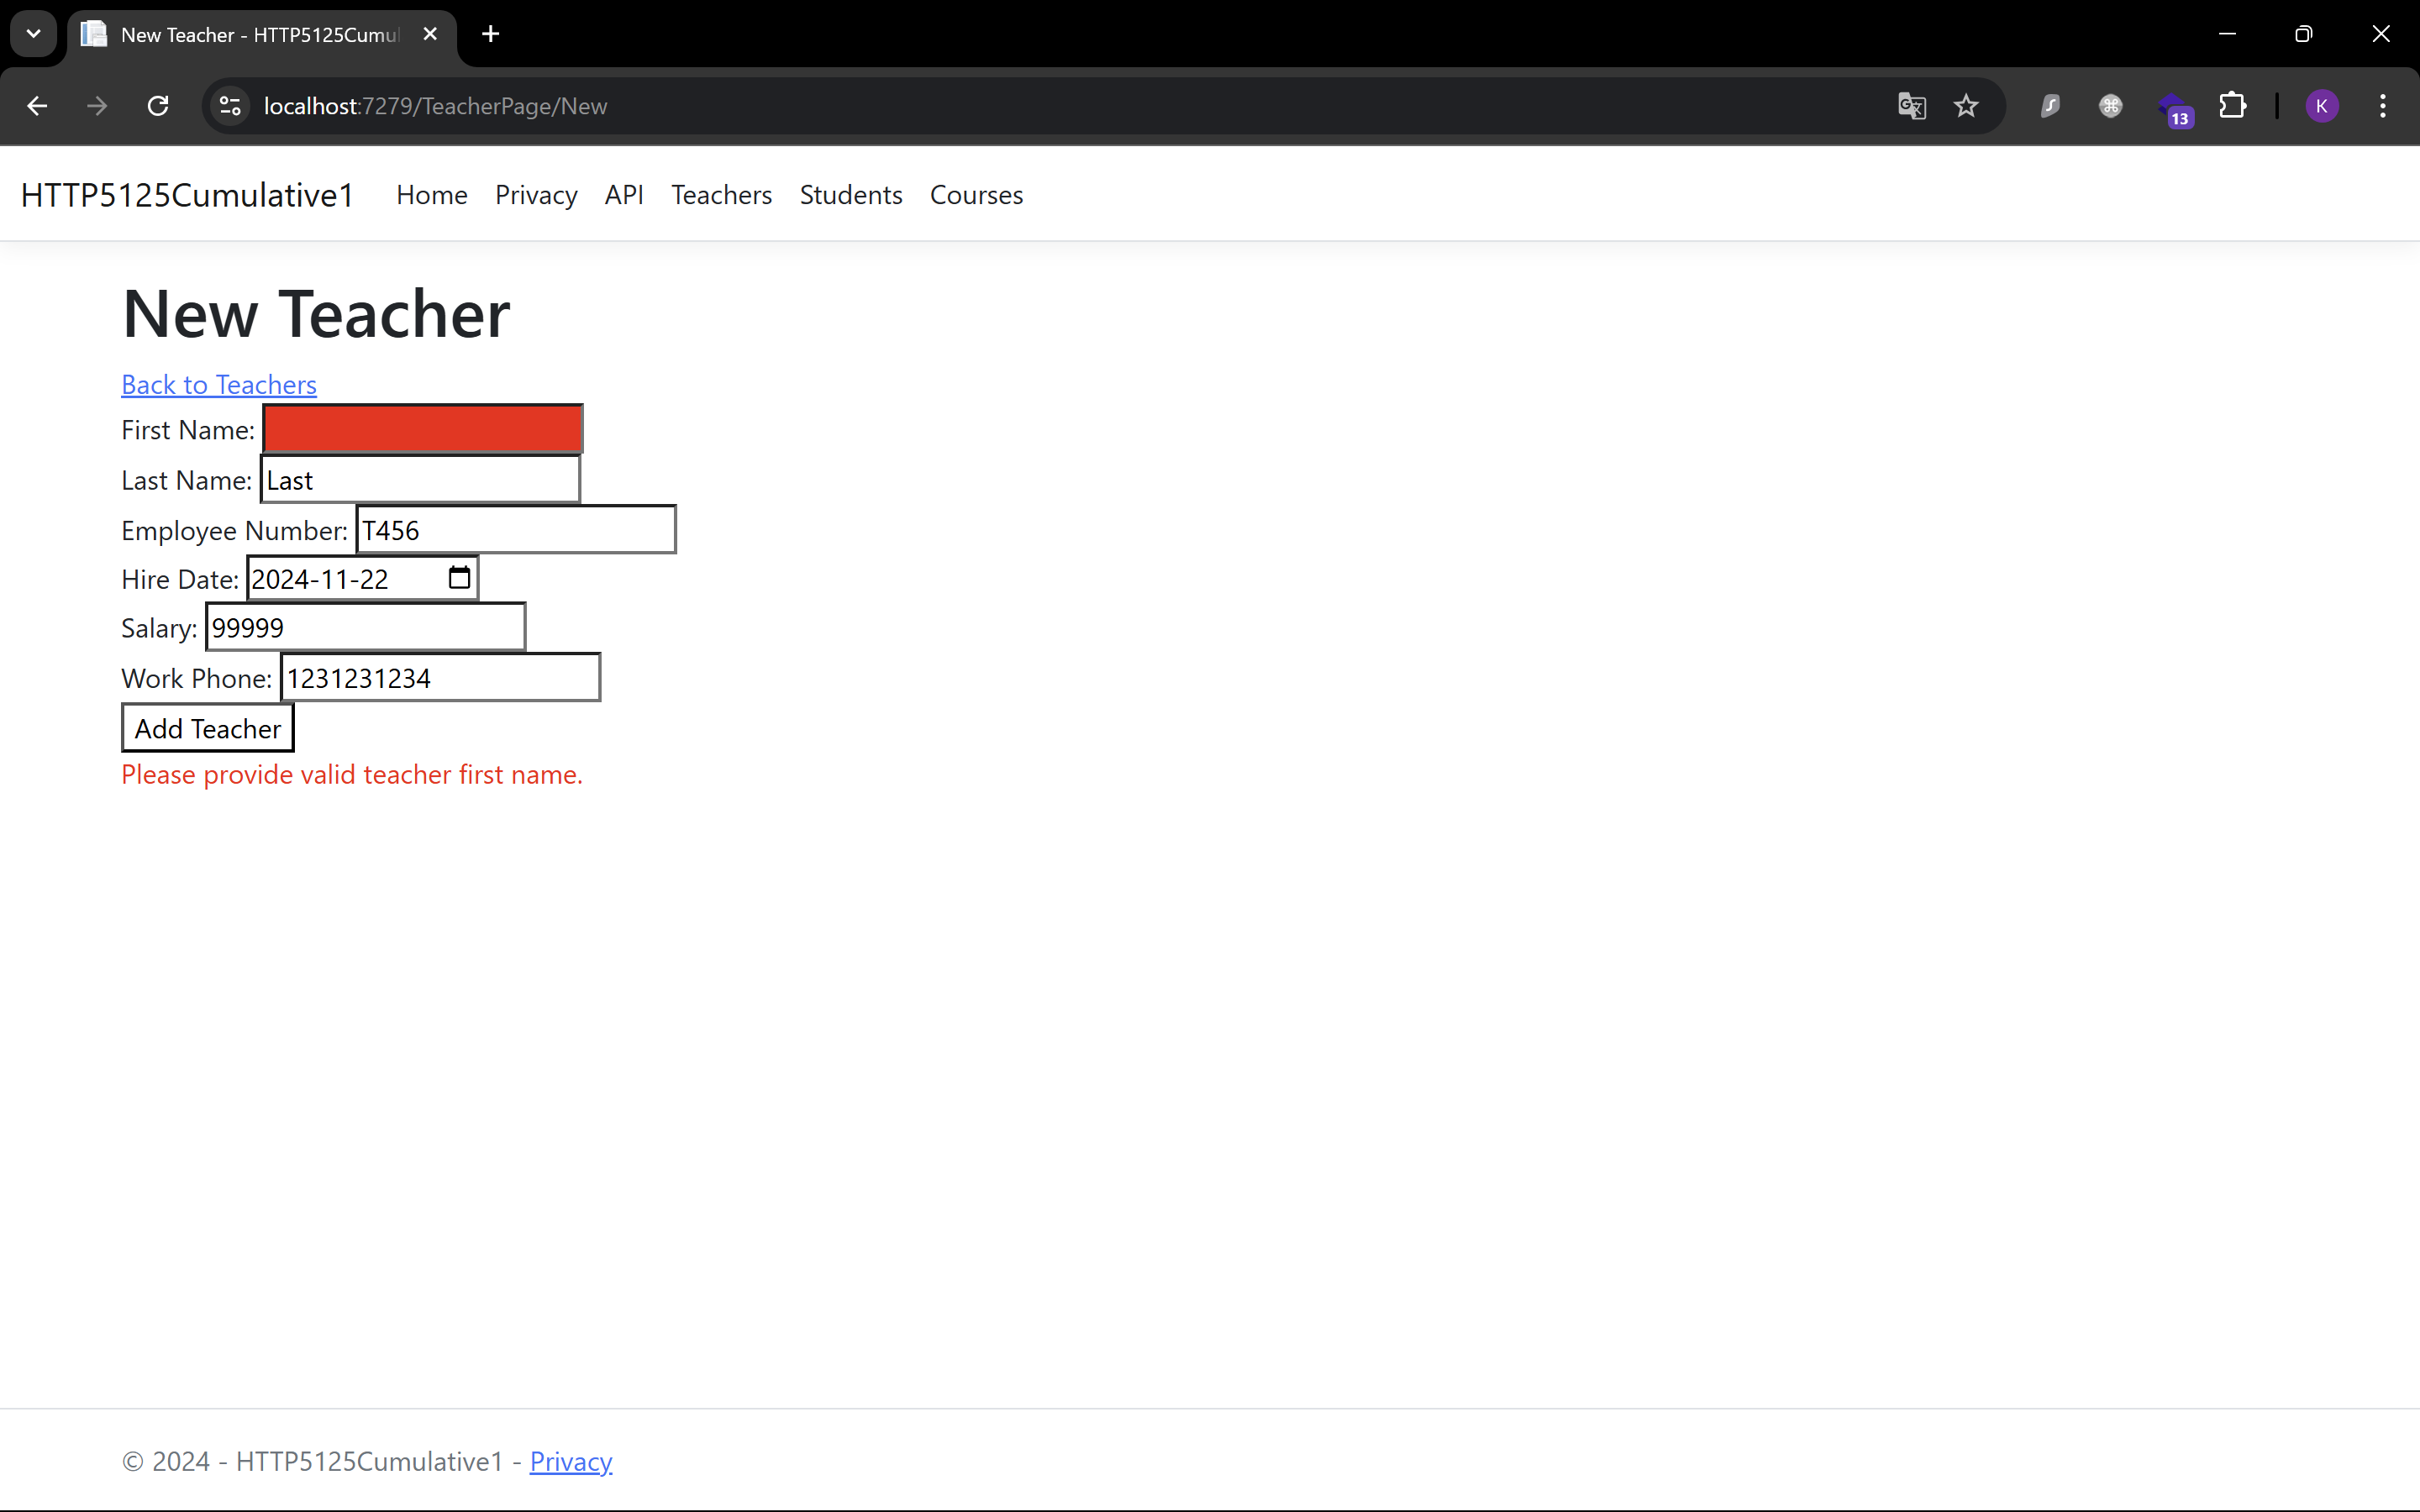 New Teacher - HTTP5125Cumul
localhost:7279/TeacherPage/New
13
K
HTTP5125Cumulative1 Home Privacy API Teachers Students Courses
New Teacher
Back to Teachers
First Name:
Last Name: Last
Employee Number: T456
Hire Date: 2024-11-22
Salary: 99999
Work Phone: 1231231234
Add Teacher
Please provide valid teacher first name.
© 2024 - HTTP5125Cumulative1 - Privacy